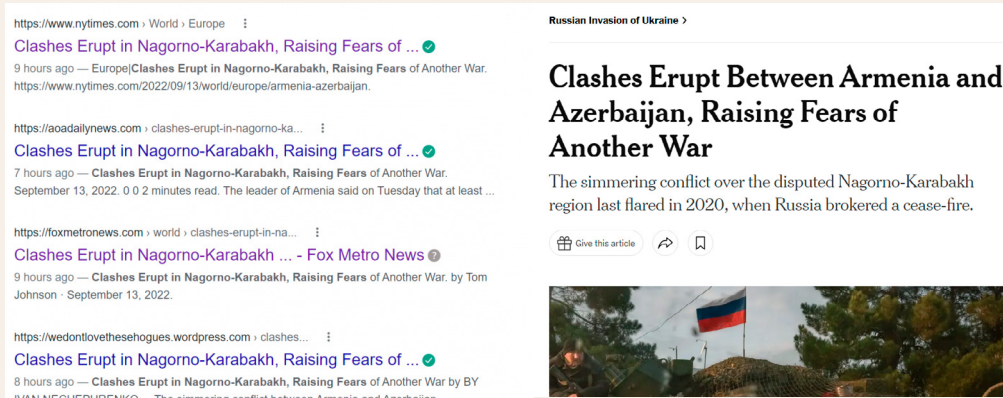 https://www.nytimes.com › World › Europe
Clashes Erupt in Nagorno-Karabakh, Raising Fears of ...
9 hours ago — Europe|Clashes Erupt in Nagorno-Karabakh, Raising Fears of Another War.
https://www.nytimes.com/2022/09/13/world/europe/armenia-azerbaijan.
https://aoadailynews.com › clashes-erupt-in-nagorno-ka...
Clashes Erupt in Nagorno-Karabakh, Raising Fears of ...
7 hours ago — Clashes Erupt in Nagorno-Karabakh, Raising Fears of Another War.
September 13, 2022. 0 0 2 minutes read. The leader of Armenia said on Tuesday that at least ...
https://foxmetronews.com › world › clashes-erupt-in-na...
Clashes Erupt in Nagorno-Karabakh ... - Fox Metro News ?
9 hours ago — Clashes Erupt in Nagorno-Karabakh, Raising Fears of Another War. by Tom
Johnson · September 13, 2022.
https://wedontlovethesehogues.wordpress.com › clashes...
Clashes Erupt in Nagorno-Karabakh, Raising Fears of ...
8 hours ago — Clashes Erupt in Nagorno-Karabakh, Raising Fears of Another War by BY
IVAN NECHEPURENKO — The simmering conflict between Armenia and Azerbaijan
Russian Invasion of Ukraine >
Clashes Erupt Between Armenia and
Azerbaijan, Raising Fears of
Another War
The simmering conflict over the disputed Nagorno-Karabakh
region last flared in 2020, when Russia brokered a cease-fire.
Give this article